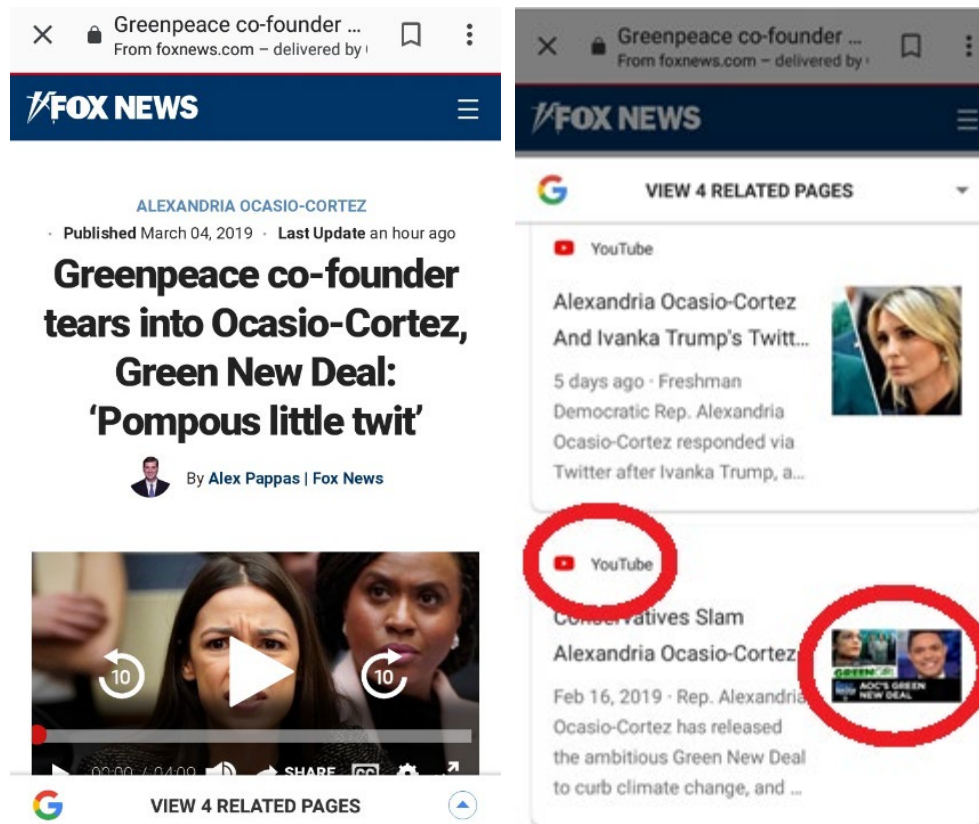 Greenpeace co-founder ...
From foxnews.com – delivered by
FOX NEWS
ALEXANDRIA OCASIO-CORTEZ
· Published March 04, 2019 · Last Update an hour ago
Greenpeace co-founder
tears into Ocasio-Cortez,
Green New Deal:
‘Pompous little twit’
By Alex Pappas | Fox News
10
10
00:00 / 04:09
SHARE
CC
VIEW 4 RELATED PAGES
Greenpeace co-founder ...
From foxnews.com – delivered by
FOX NEWS
VIEW 4 RELATED PAGES
YouTube
Alexandria Ocasio-Cortez
And Ivanka Trump's Twitt...
5 days ago · Freshman
Democratic Rep. Alexandria
Ocasio-Cortez responded via
Twitter after Ivanka Trump, a...
YouTube
Conservatives Slam
Alexandria Ocasio-Cortez
Feb 16, 2019 · Rep. Alexandria
Ocasio-Cortez has released
the ambitious Green New Deal
to curb climate change, and ...
AOC'S GREEN
NEW DEAL